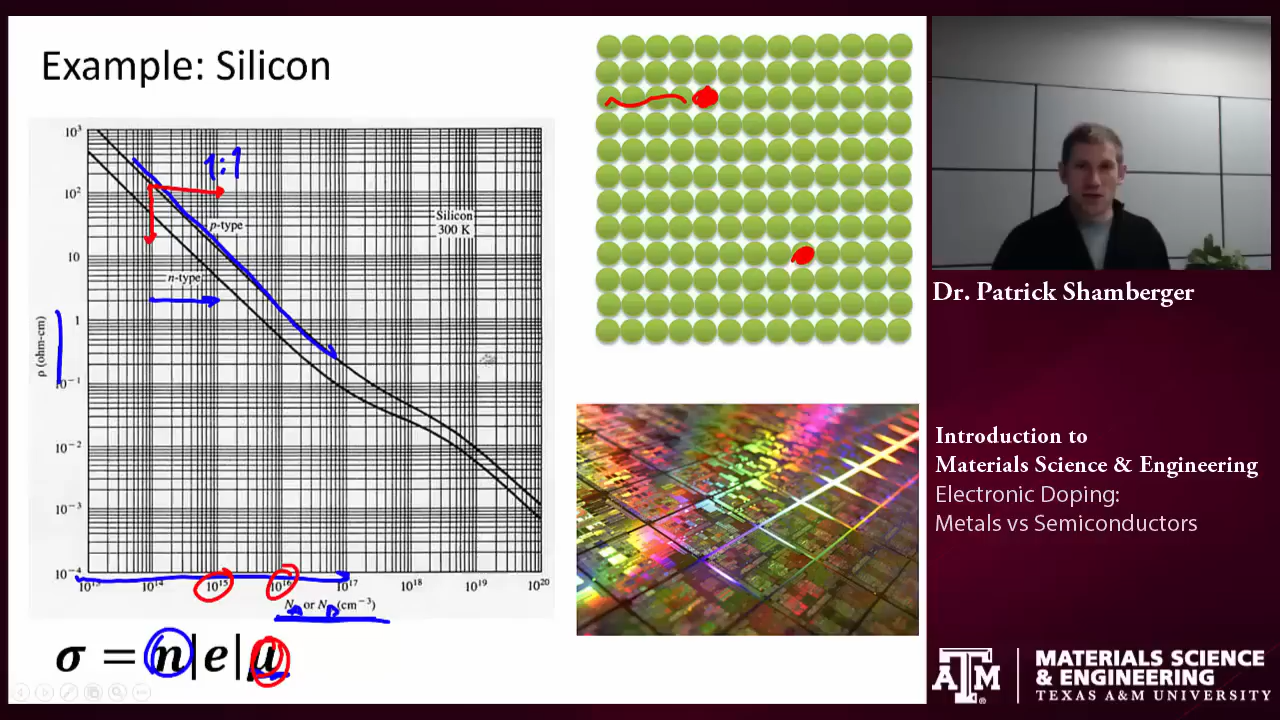 Example: Silicon
10³
10²
10
1
10⁻¹
10⁻²
10⁻³
10⁻⁴
ρ (ohm-cm)
1:1
p-type
n-type
Silicon
300 K
10¹³ 10¹⁴ 10¹⁵ 10¹⁶ 10¹⁷ 10¹⁸ 10¹⁹ 10²⁰
N or N (cm⁻³)
σ = n|e|μ
Dr. Patrick Shamberger
Introduction to
Materials Science & Engineering
Electronic Doping:
Metals vs Semiconductors
ATM
MATERIALS SCIENCE
& ENGINEERING
TEXAS A&M UNIVERSITY